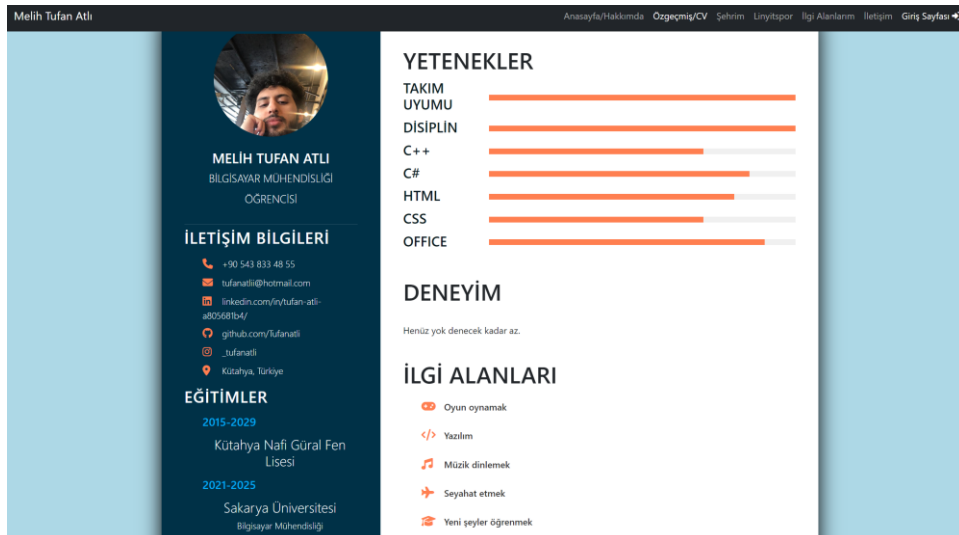 Melih Tufan Atlı
Anasayfa/Hakkımda Özgeçmiş/CV Şehrim Linyitspor İlgi Alanlarım İletişim Giriş Sayfası
MELİH TUFAN ATLI
BİLGİSAYAR MÜHENDİSLİĞİ
ÖĞRENCİSİ
İLETİŞİM BİLGİLERİ
+90 543 833 48 55
tufanatlii@hotmail.com
linkedin.com/in/tufan-atli-
a805681b4/
github.com/Tufanatli
_tufanatli
Kütahya, Türkiye
EĞİTİMLER
2015-2029
Kütahya Nafi Güral Fen
Lisesi
2021-2025
Sakarya Üniversitesi
Bilgisayar Mühendisliği
YETENEKLER
TAKIM
UYUMU
DİSİPLİN
C++
C#
HTML
CSS
OFFICE
DENEYİM
Henüz yok denecek kadar az.
İLGİ ALANLARI
Oyun oynamak
Yazılım
Müzik dinlemek
Seyahat etmek
Yeni şeyler öğrenmek